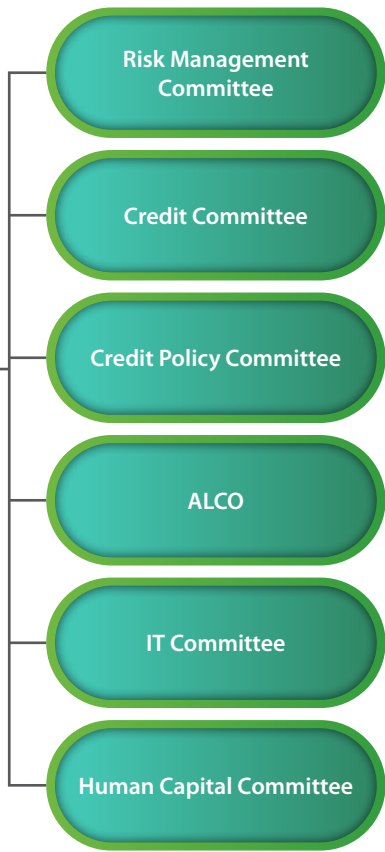 Risk Management
Committee
Credit Committee
Credit Policy Committee
ALCO
IT Committee
Human Capital Committee